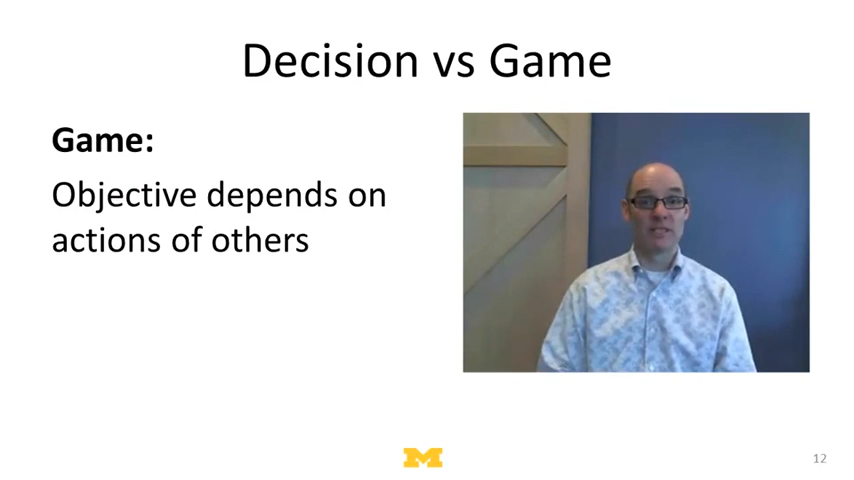 Decision vs Game
Game:
Objective depends on
actions of others
M
12